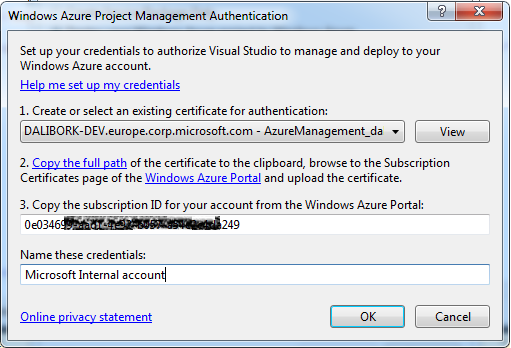 Windows Azure Project Management Authentication
Set up your credentials to authorize Visual Studio to manage and deploy to your
Windows Azure account.
Help me set up my credentials
1. Create or select an existing certificate for authentication:
DALIBORK-DEV.europe.corp.microsoft.com - AzureManagement_da
View
2. Copy the full path of the certificate to the clipboard, browse to the Subscription
Certificates page of the Windows Azure Portal and upload the certificate.
3. Copy the subscription ID for your account from the Windows Azure Portal:
Name these credentials:
Microsoft Internal account
Online privacy statement
OK
Cancel